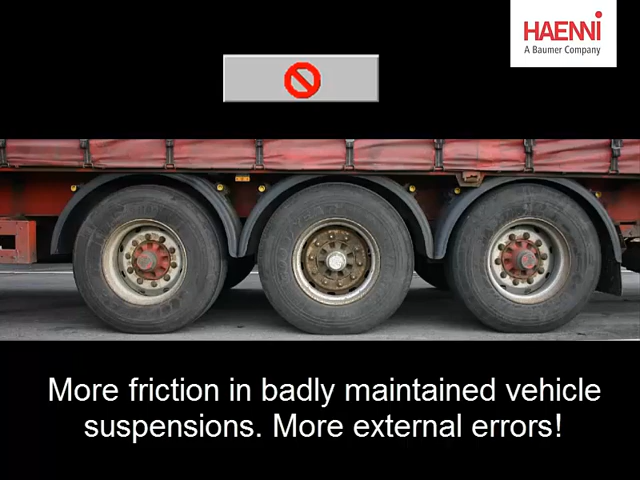 HAENNI
A Baumer Company
More friction in badly maintained vehicle
suspensions. More external errors!